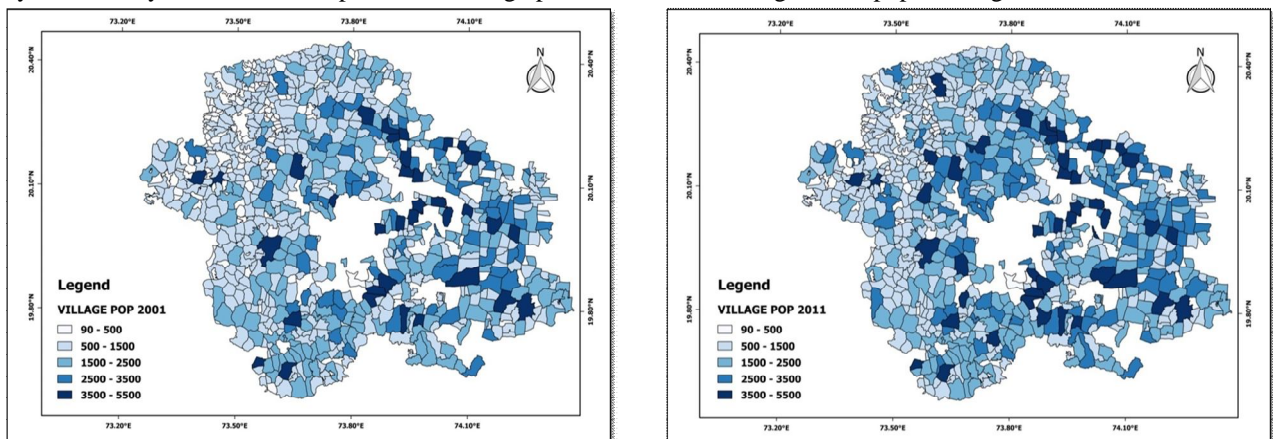 73.20°E 73.50°E 73.80°E 74.10°E
20.40°N N 20.40°N
20.10°N 20.10°N
19.80°N 19.80°N
Legend
VILLAGE POP 2001
90 - 500
500 - 1500
1500 - 2500
2500 - 3500
3500 - 5500
73.20°E 73.50°E 73.80°E 74.10°E
73.20°E 73.50°E 73.80°E 74.10°E
20.40°N N 20.40°N
20.10°N 20.10°N
19.80°N 19.80°N
Legend
VILLAGE POP 2011
90 - 500
500 - 1500
1500 - 2500
2500 - 3500
3500 - 5500
73.20°E 73.50°E 73.80°E 74.10°E